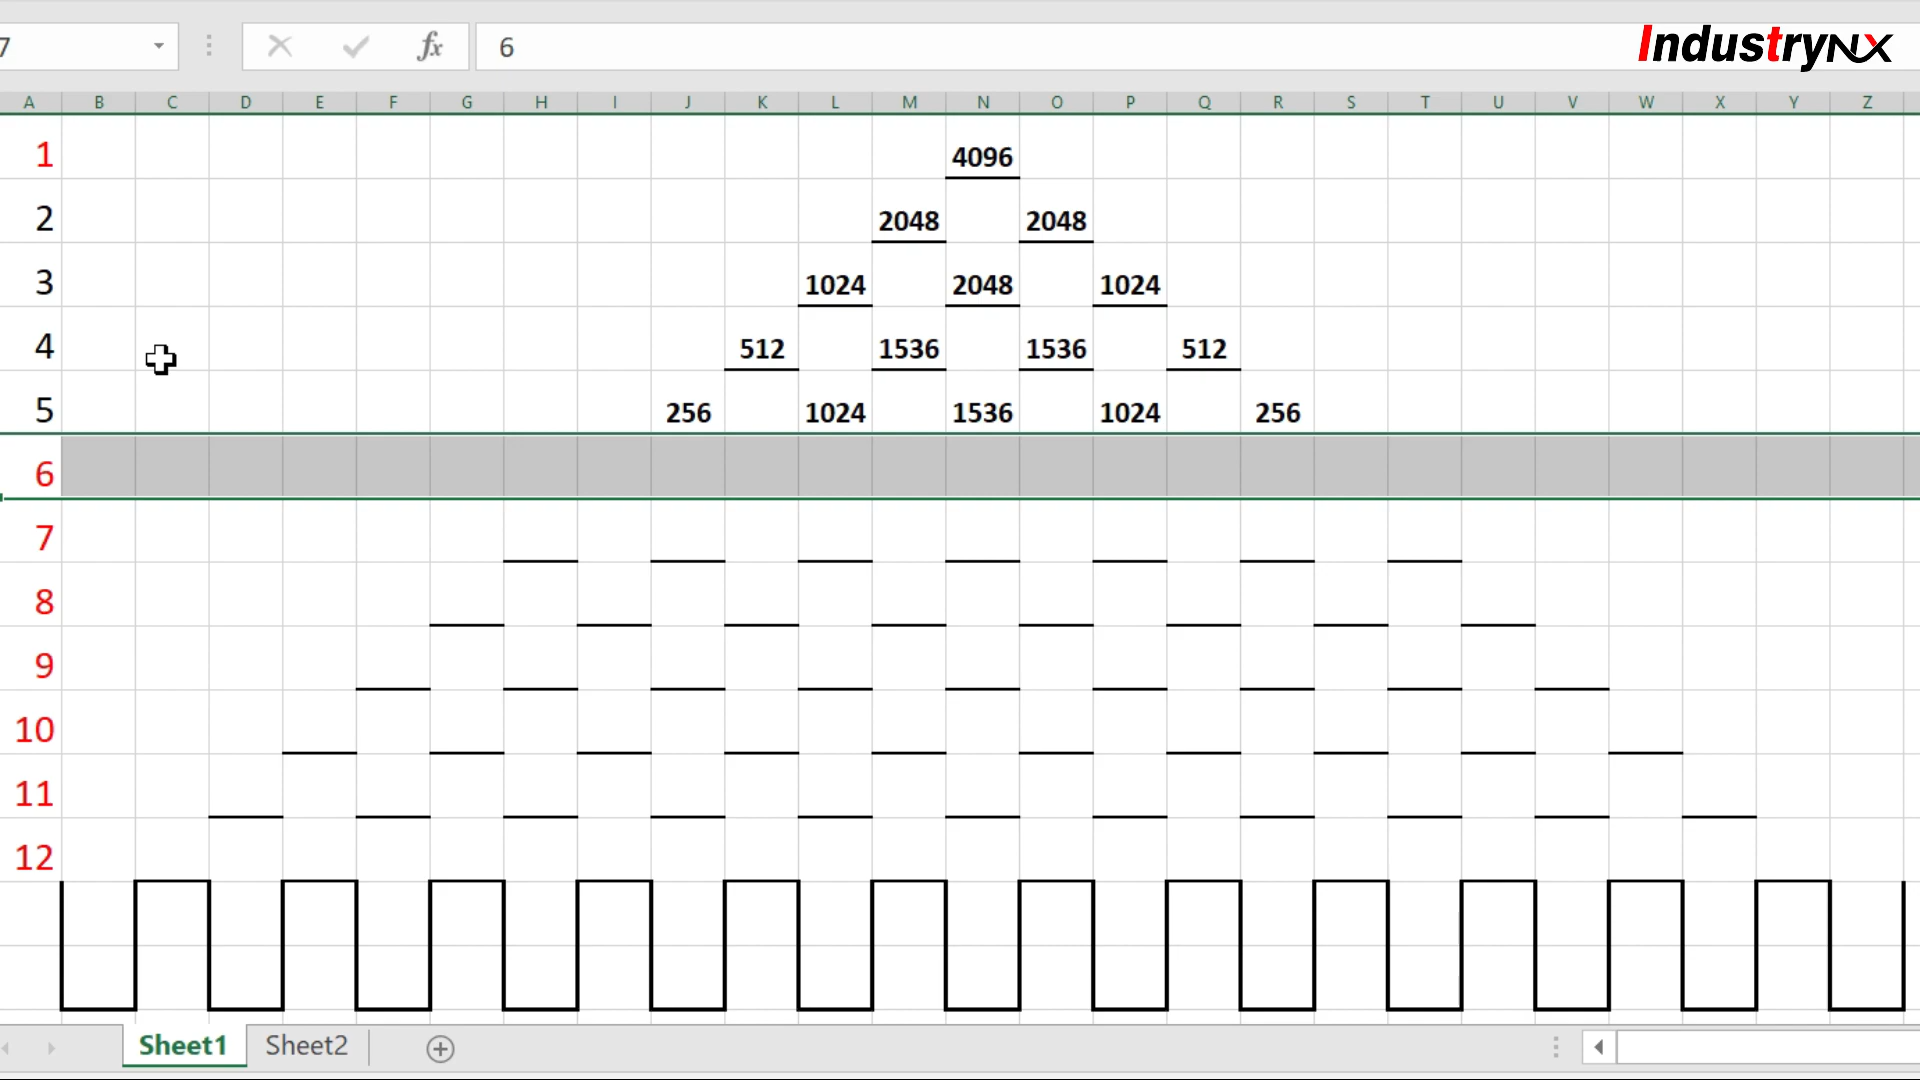 7 fx 6 IndustryNX
A B C D E F G H I J K L M N O P Q R S T U V W X Y Z
1 4096
2 2048 2048
3 1024 2048 1024
4 512 1536 1536 512
5 256 1024 1536 1024 256
6
7
8
9
10
11
12
Sheet1 Sheet2